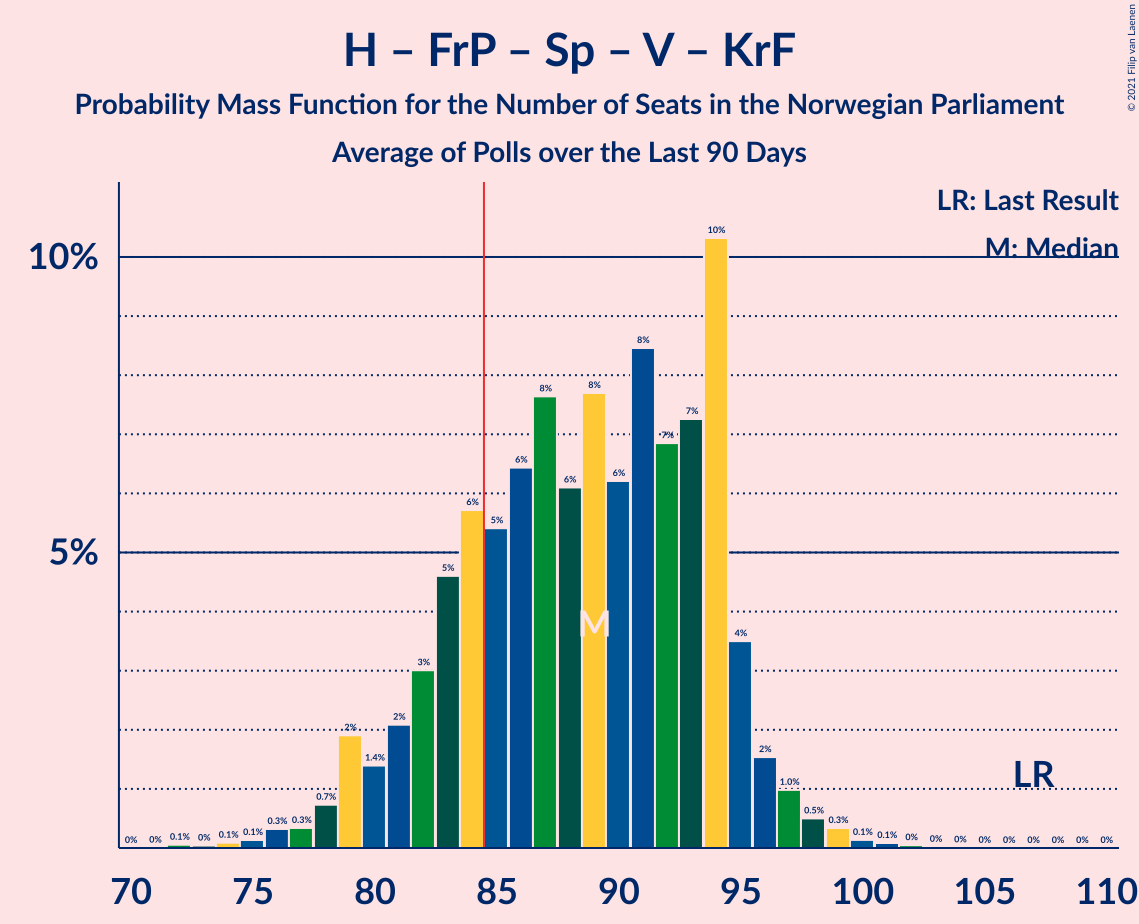 H – FrP – Sp – V – KrF
Probability Mass Function for the Number of Seats in the Norwegian Parliament
Average of Polls over the Last 90 Days
© 2021 Filip van Laenen
LR: Last Result
M: Median
10%
5%
0% 0% 0.1% 0% 0.1% 0.1% 0.3% 0.3% 0.7% 2% 1.4% 2% 3% 5% 6% 5% 6% 8% 6% 8% 6% 8% 7% 7% 10% 4% 2% 1.0% 0.5% 0.3% 0.1% 0.1% 0% 0% 0% 0% 0% 0% 0% 0% 0%
M
LR
70 75 80 85 90 95 100 105 110